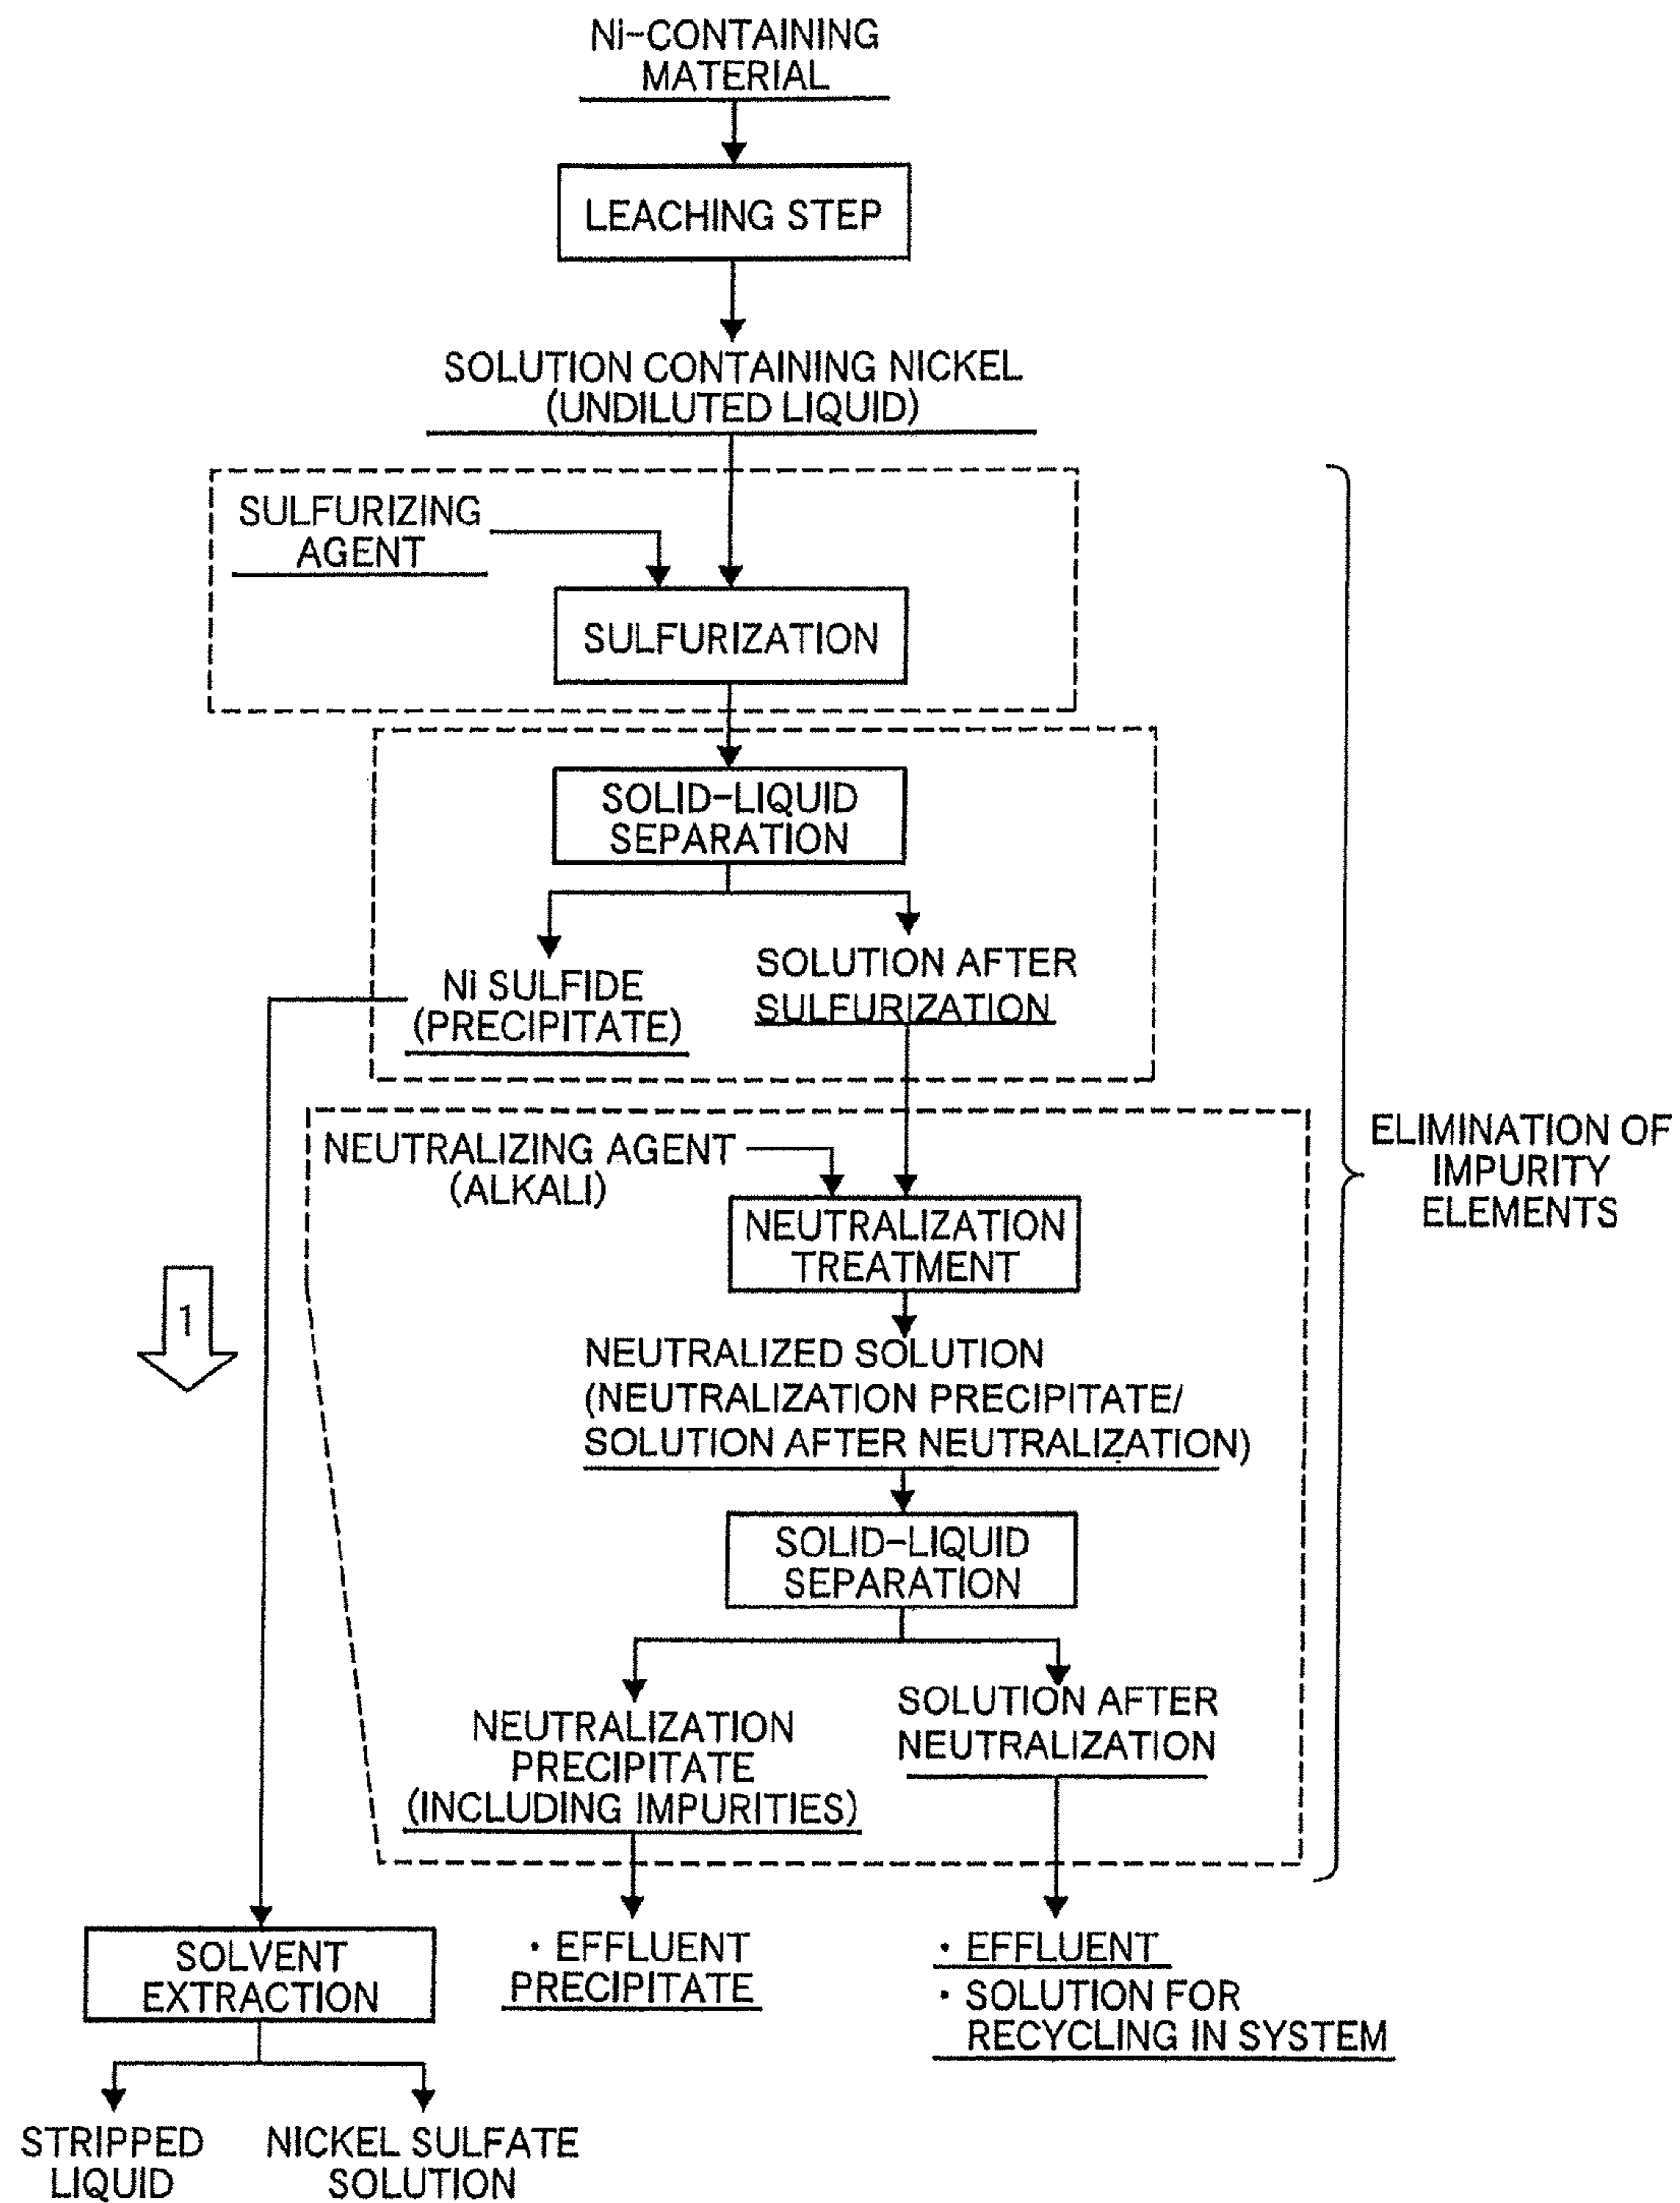 Ni-CONTAINING
MATERIAL
LEACHING STEP
SOLUTION CONTAINING NICKEL
(UNDILUTED LIQUID)
SULFURIZING
AGENT
SULFURIZATION
SOLID-LIQUID
SEPARATION
Ni SULFIDE
(PRECIPITATE)
SOLUTION AFTER
SULFURIZATION
NEUTRALIZING AGENT
(ALKALI)
NEUTRALIZATION
TREATMENT
ELIMINATION OF
IMPURITY
ELEMENTS
1
NEUTRALIZED SOLUTION
(NEUTRALIZATION PRECIPITATE/
SOLUTION AFTER NEUTRALIZATION)
SOLID-LIQUID
SEPARATION
NEUTRALIZATION
PRECIPITATE
(INCLUDING IMPURITIES)
SOLUTION AFTER
NEUTRALIZATION
SOLVENT
EXTRACTION
・EFFLUENT
PRECIPITATE
・EFFLUENT
・SOLUTION FOR
RECYCLING IN SYSTEM
STRIPPED
LIQUID
NICKEL SULFATE
SOLUTION